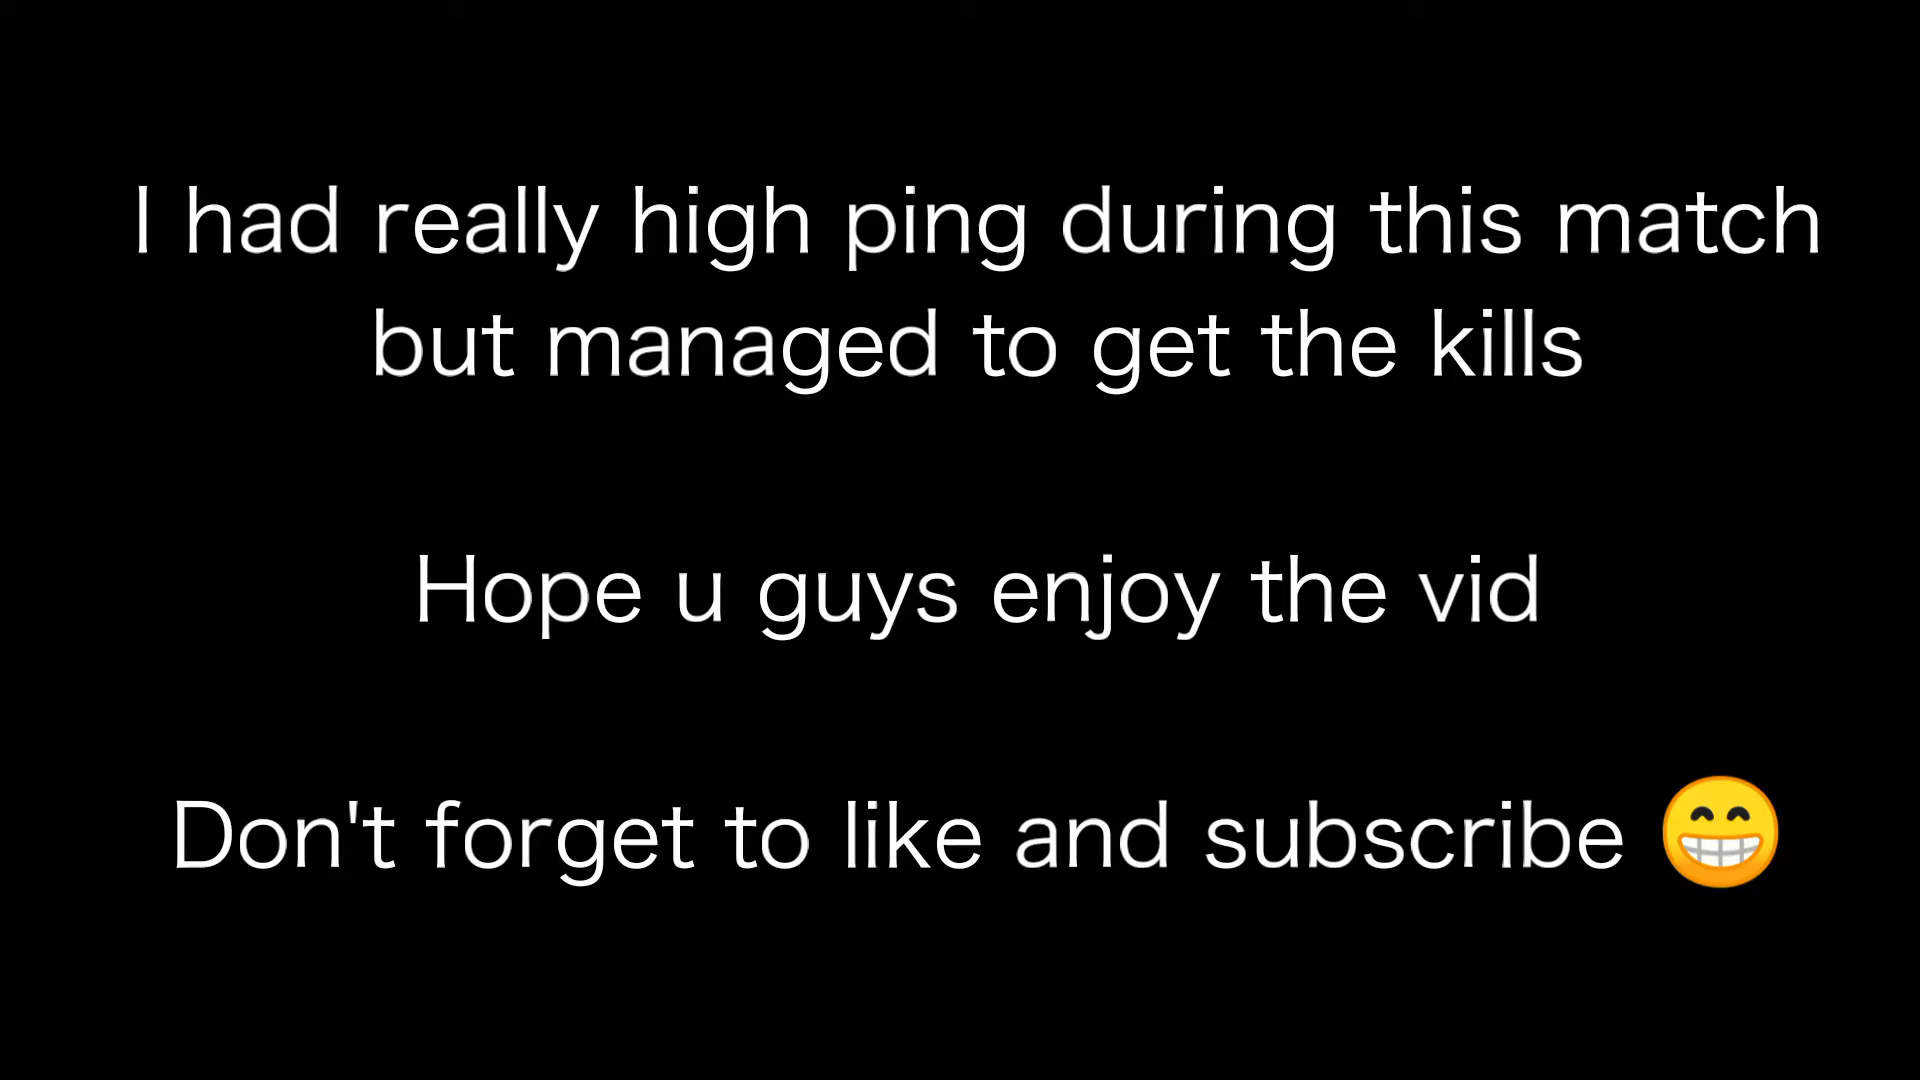 I had really high ping during this match
but managed to get the kills
Hope u guys enjoy the vid
Don't forget to like and subscribe 😁